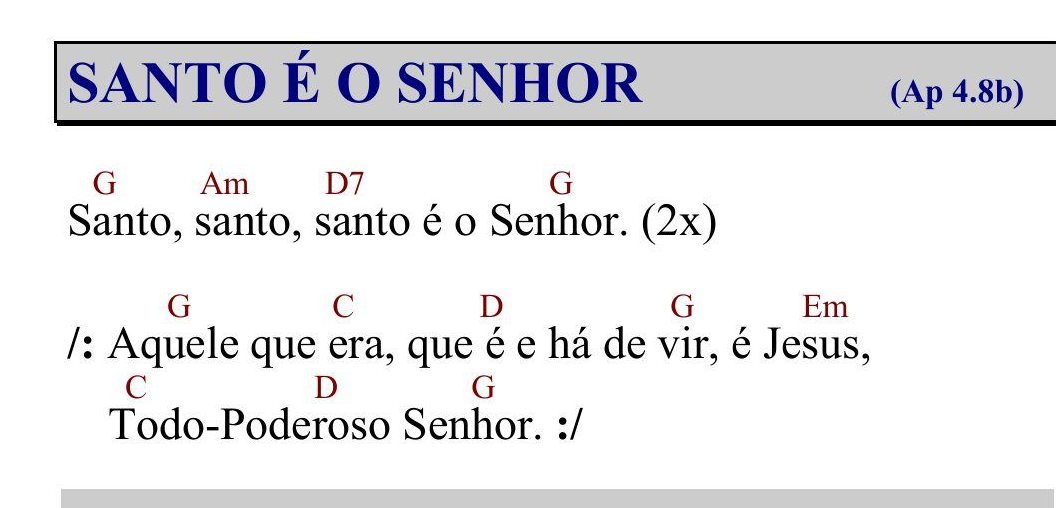 SANTO É O SENHOR (Ap 4.8b)
G Am D7 G
Santo, santo, santo é o Senhor. (2x)
G C D G Em
/: Aquele que era, que é e há de vir, é Jesus,
C D G
Todo-Poderoso Senhor. :/